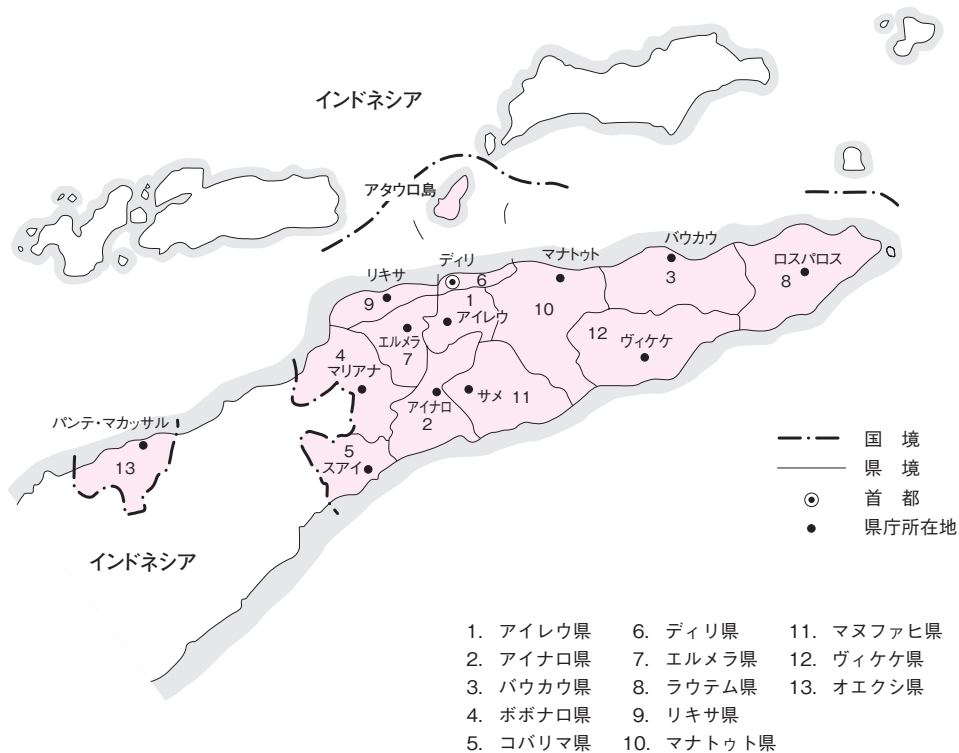 インドネシア
アタウロ島
バウカウ
マナトゥト
ディリ
リキサ
ロスパロス
6
3
8
9
1
10
アイレウ
エルメラ
12
ヴィケケ
7
4
マリアナ
サメ
11
アイナロ
2
パンテ・マカッサル
5
スアイ
13
国 境
県 境
首 都
県庁所在地
インドネシア
1. アイレウ県
2. アイナロ県
3. バウカウ県
4. ボボナロ県
5. コバリマ県
6. ディリ県
7. エルメラ県
8. ラウテム県
9. リキサ県
10. マナトゥト県
11. マヌファヒ県
12. ヴィケケ県
13. オエクシ県